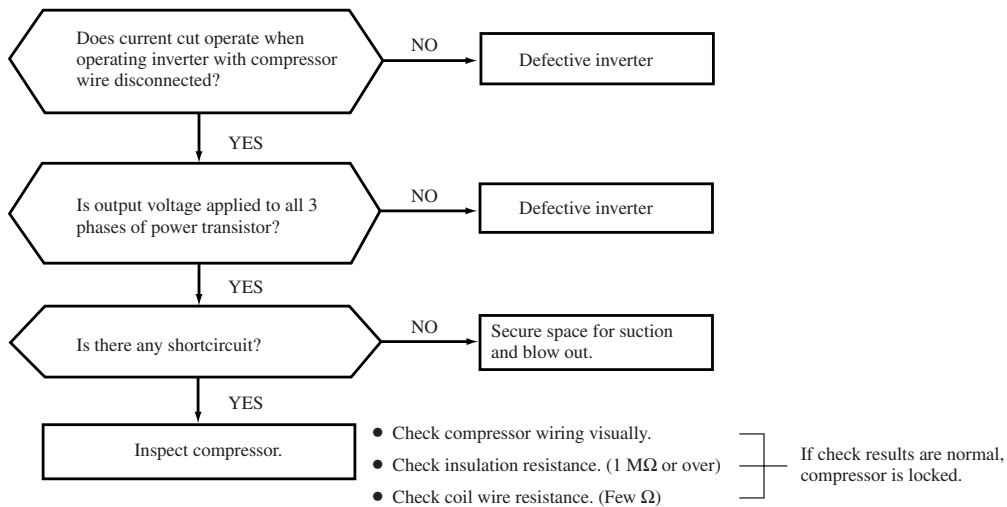 Does current cut operate when
operating inverter with compressor
wire disconnected?
NO
Defective inverter
YES
Is output voltage applied to all 3
phases of power transistor?
NO
Defective inverter
YES
Is there any shortcircuit?
NO
Secure space for suction
and blow out.
YES
Inspect compressor.
● Check compressor wiring visually.
● Check insulation resistance. (1 MΩ or over)
● Check coil wire resistance. (Few Ω)
If check results are normal,
compressor is locked.